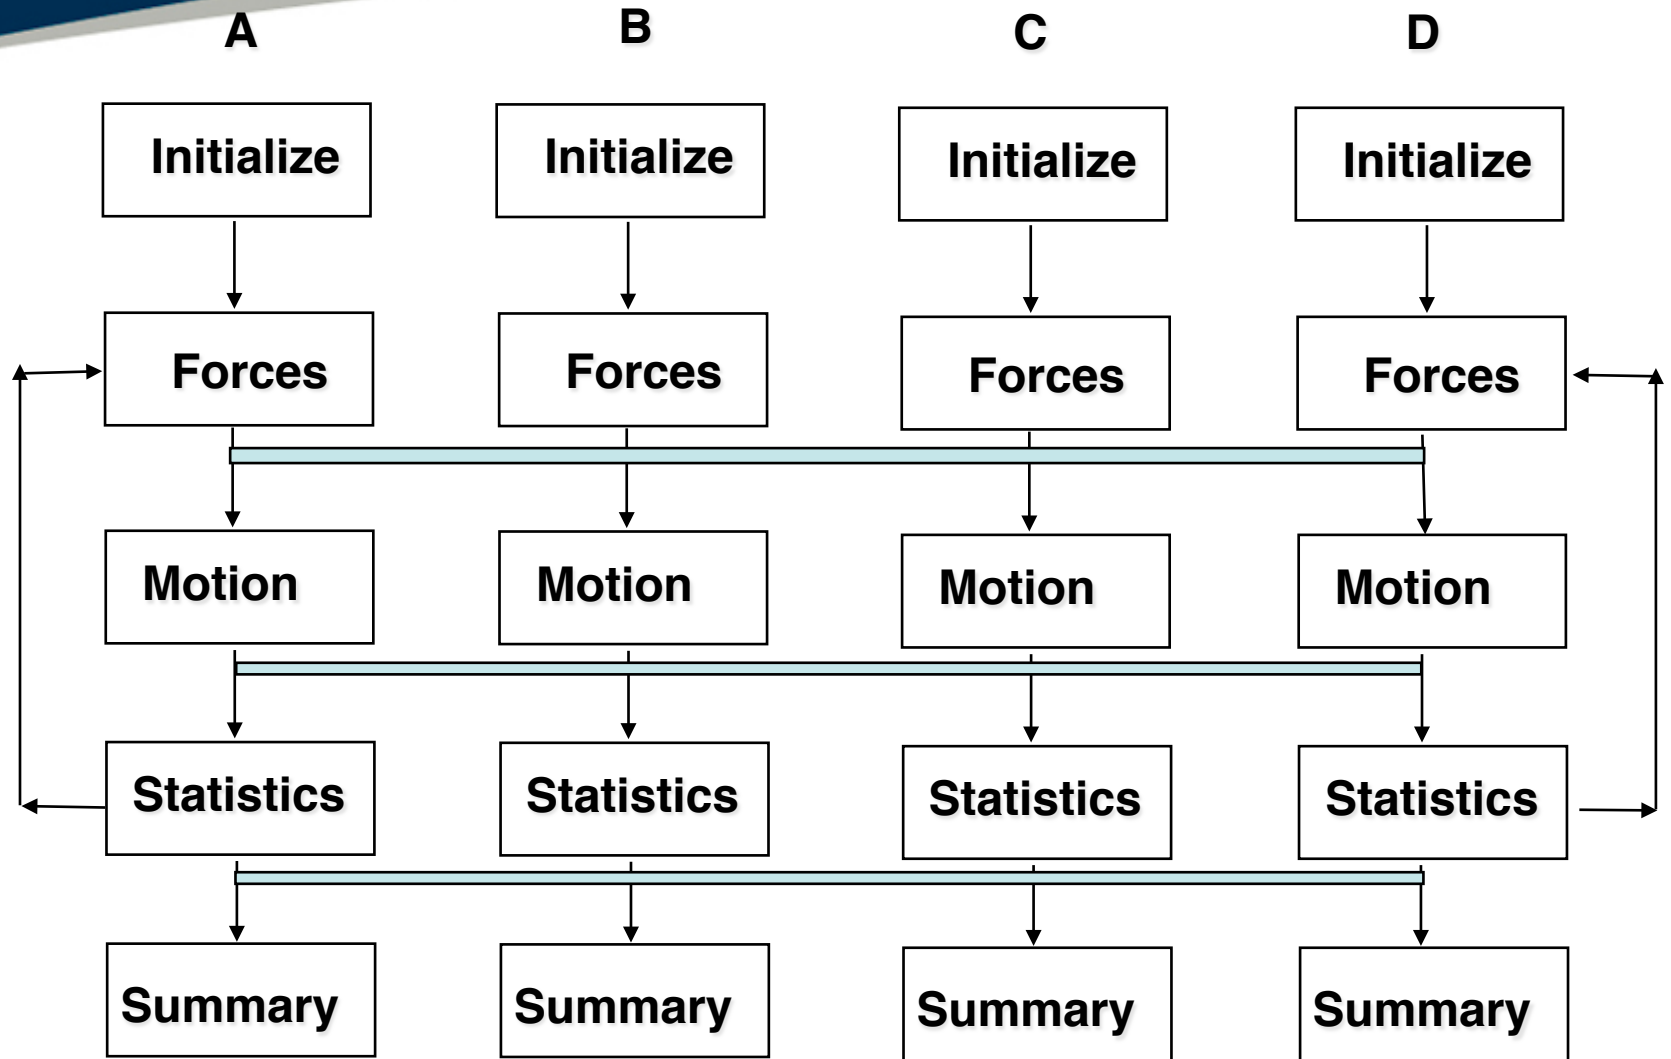 A B C D
Initialize Initialize Initialize Initialize
Forces Forces Forces Forces
Motion Motion Motion Motion
Statistics Statistics Statistics Statistics
Summary Summary Summary Summary